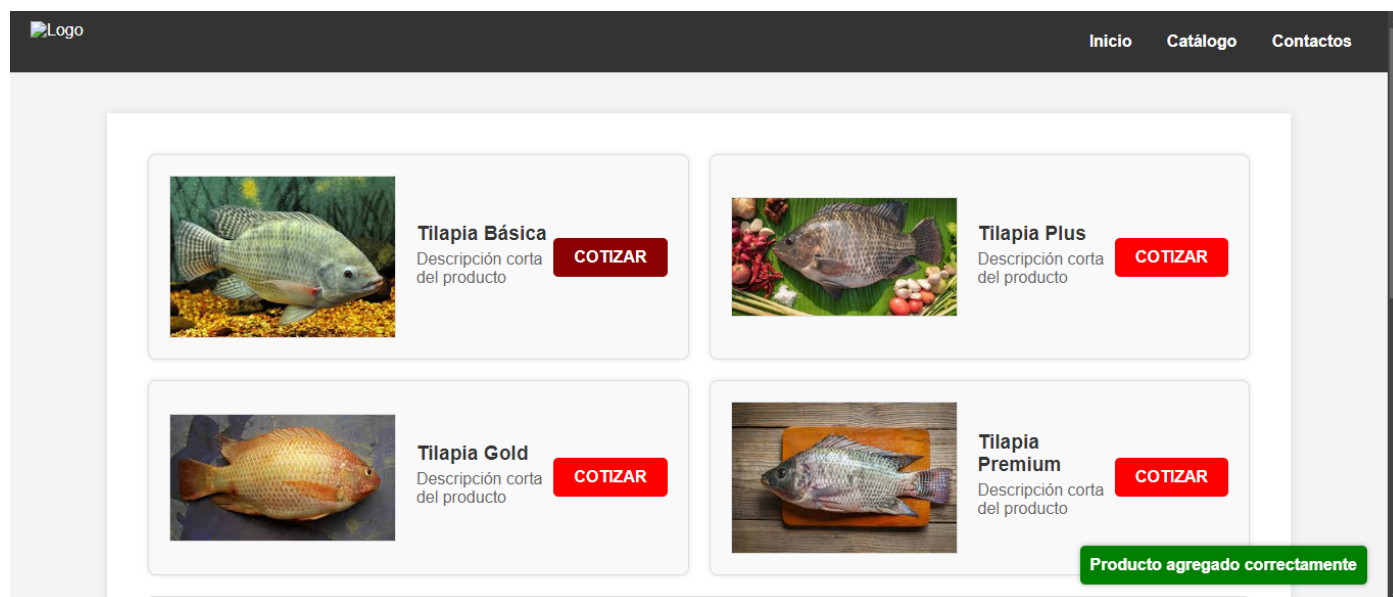 Logo
Inicio Catálogo Contactos
Tilapia Básica
Descripción corta
del producto
COTIZAR
Tilapia Plus
Descripción corta
del producto
COTIZAR
Tilapia Gold
Descripción corta
del producto
COTIZAR
Tilapia
Premium
Descripción corta
del producto
COTIZAR
Producto agregado correctamente